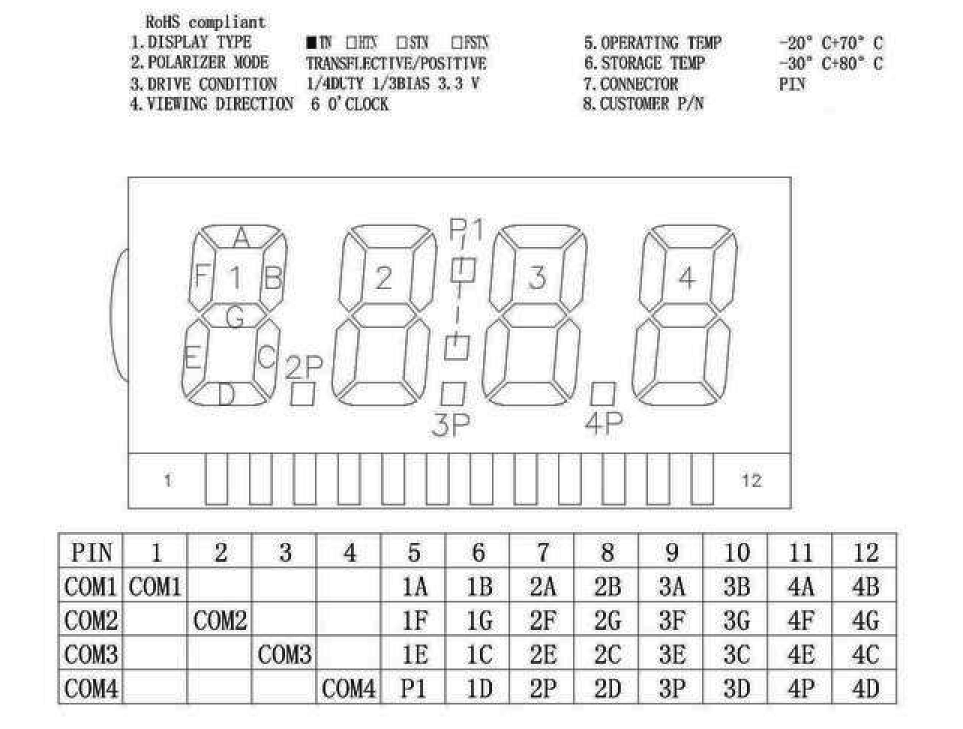 RoHS compliant
1. DISPLAY TYPE ■TN □HTN □STN □FSTN 5. OPERATING TEMP -20° C+70° C
2. POLARIZER MODE TRANSFLECTIVE/POSITIVE 6. STORAGE TEMP -30° C+80° C
3. DRIVE CONDITION 1/4DUTY 1/3BIAS 3.3 V 7. CONNECTOR PIN
4. VIEWING DIRECTION 6 O'CLOCK 8. CUSTOMER P/N
P1
A
F 1 B 2 3 4
G
E C 2P
D
3P 4P
1 12
PIN 1 2 3 4 5 6 7 8 9 10 11 12
COM1 COM1 1A 1B 2A 2B 3A 3B 4A 4B
COM2 COM2 1F 1G 2F 2G 3F 3G 4F 4G
COM3 COM3 1E 1C 2E 2C 3E 3C 4E 4C
COM4 COM4 P1 1D 2P 2D 3P 3D 4P 4D